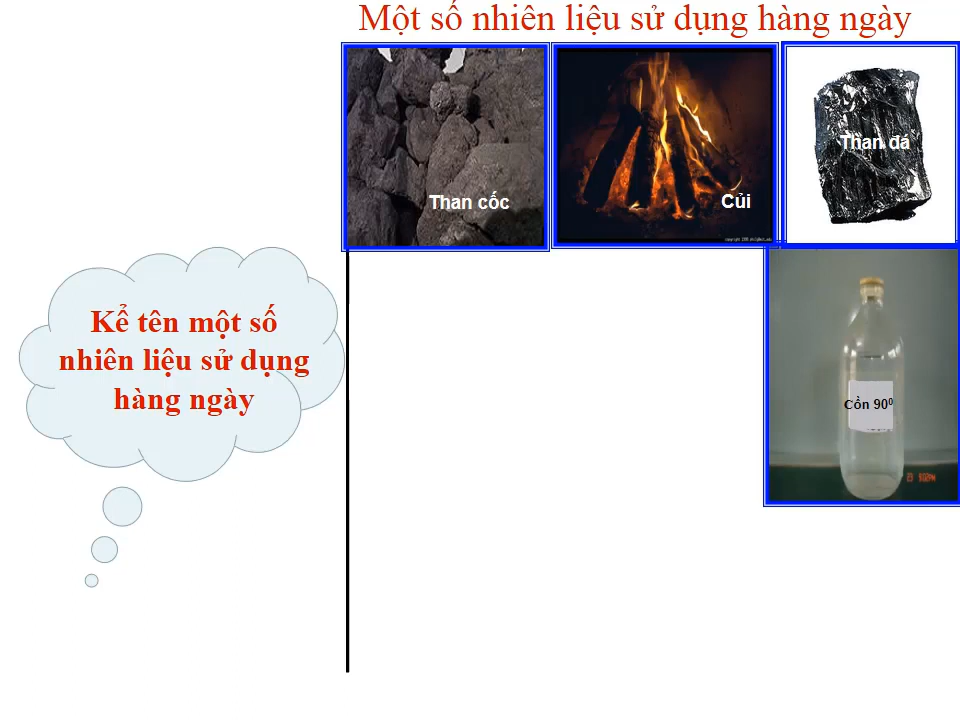 Một số nhiên liệu sử dụng hàng ngày
Than cốc
Củi
Than đá
Kể tên một số
nhiên liệu sử dụng
hàng ngày
Cồn 90⁰